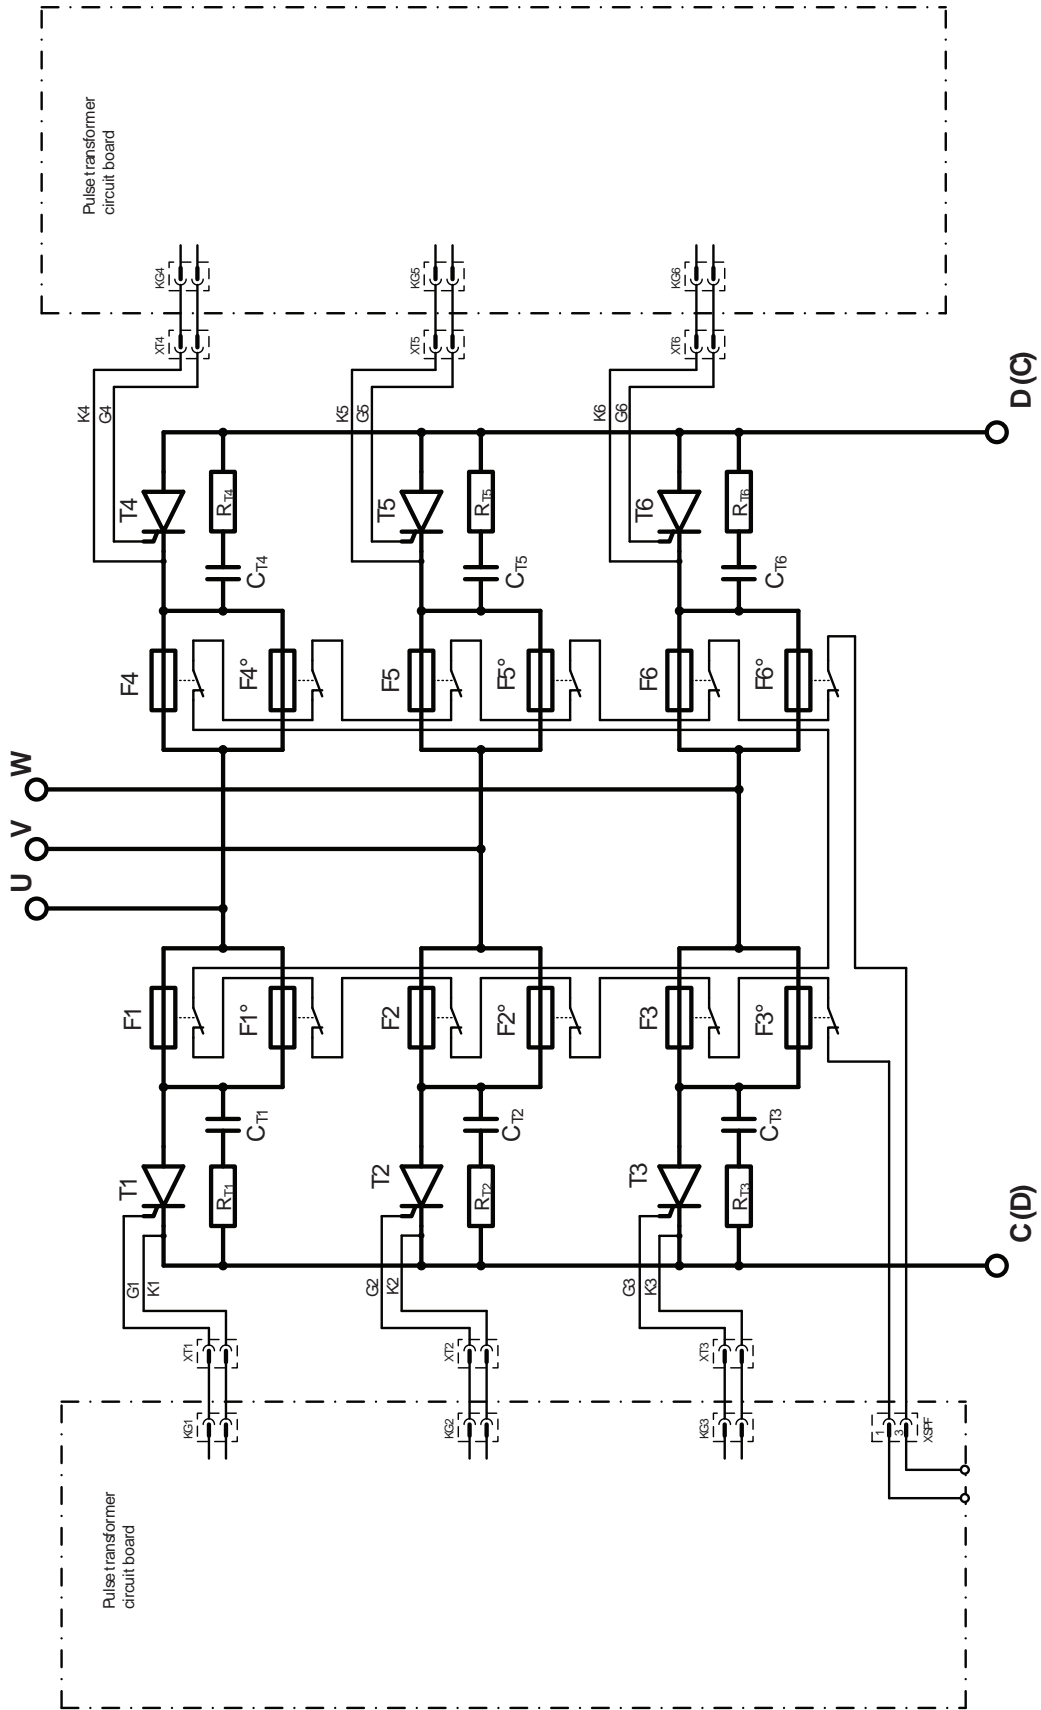 Pulse transformer
circuit board
KG4
KG5
KG6
XT4
XT5
XT6
K4
G4
K5
G5
K6
G6
D (C)
T4
RT4
T5
RT5
T6
RT6
CT4
CT5
CT6
F4
F4°
F5
F5°
F6
F6°
W
V
U
F1
F1°
F2
F2°
F3
F3°
CT1
CT2
CT3
T1
RT1
T2
RT2
T3
RT3
C (D)
G1
K1
G2
K2
G3
K3
XT1
XT2
XT3
KG1
KG2
KG3
1
3
XSPF
Pulse transformer
circuit board